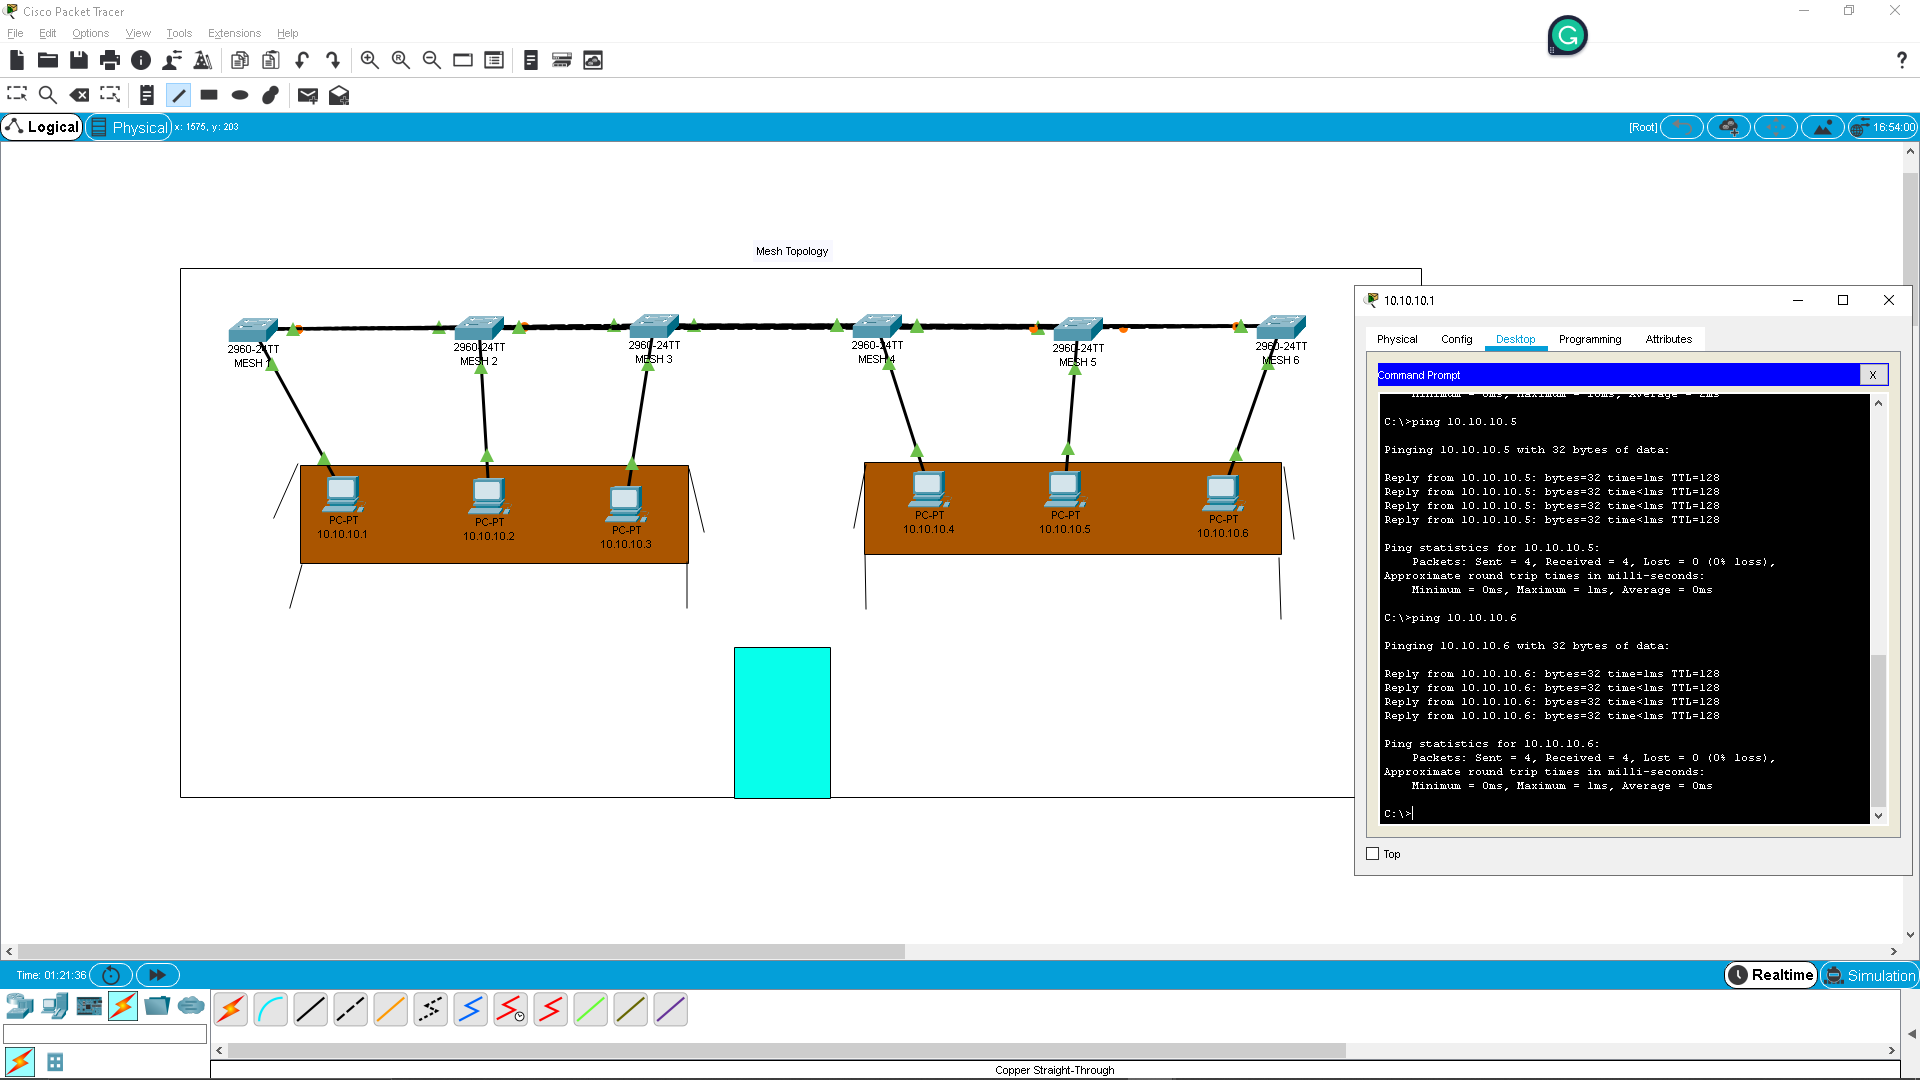 Cisco Packet Tracer
File Edit Options View Tools Extensions Help
Logical Physical x: 1575, y: 203 [Root] 16:54:00
Mesh Topology
2960-24TT
MESH 1
2960-24TT
MESH 2
2960-24TT
MESH 3
2960-24TT
MESH 4
2960-24TT
MESH 5
2960-24TT
MESH 6
PC-PT
10.10.10.1
PC-PT
10.10.10.2
PC-PT
10.10.10.3
PC-PT
10.10.10.4
PC-PT
10.10.10.5
PC-PT
10.10.10.6
10.10.10.1
Physical Config Desktop Programming Attributes
Command Prompt X
Minimum = 0ms, Maximum = 10ms, Average = 2ms
C:\>ping 10.10.10.5
Pinging 10.10.10.5 with 32 bytes of data:
Reply from 10.10.10.5: bytes=32 time=1ms TTL=128
Reply from 10.10.10.5: bytes=32 time<1ms TTL=128
Reply from 10.10.10.5: bytes=32 time<1ms TTL=128
Reply from 10.10.10.5: bytes=32 time<1ms TTL=128
Ping statistics for 10.10.10.5:
Packets: Sent = 4, Received = 4, Lost = 0 (0% loss),
Approximate round trip times in milli-seconds:
Minimum = 0ms, Maximum = 1ms, Average = 0ms
C:\>ping 10.10.10.6
Pinging 10.10.10.6 with 32 bytes of data:
Reply from 10.10.10.6: bytes=32 time=1ms TTL=128
Reply from 10.10.10.6: bytes=32 time<1ms TTL=128
Reply from 10.10.10.6: bytes=32 time<1ms TTL=128
Reply from 10.10.10.6: bytes=32 time<1ms TTL=128
Ping statistics for 10.10.10.6:
Packets: Sent = 4, Received = 4, Lost = 0 (0% loss),
Approximate round trip times in milli-seconds:
Minimum = 0ms, Maximum = 1ms, Average = 0ms
C:\>
Top
Time: 01:21:36 Realtime Simulation
Copper Straight-Through